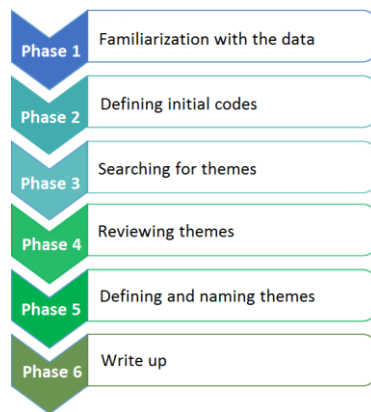 Phase 1
Familiarization with the data
Phase 2
Defining initial codes
Phase 3
Searching for themes
Phase 4
Reviewing themes
Phase 5
Defining and naming themes
Phase 6
Write up